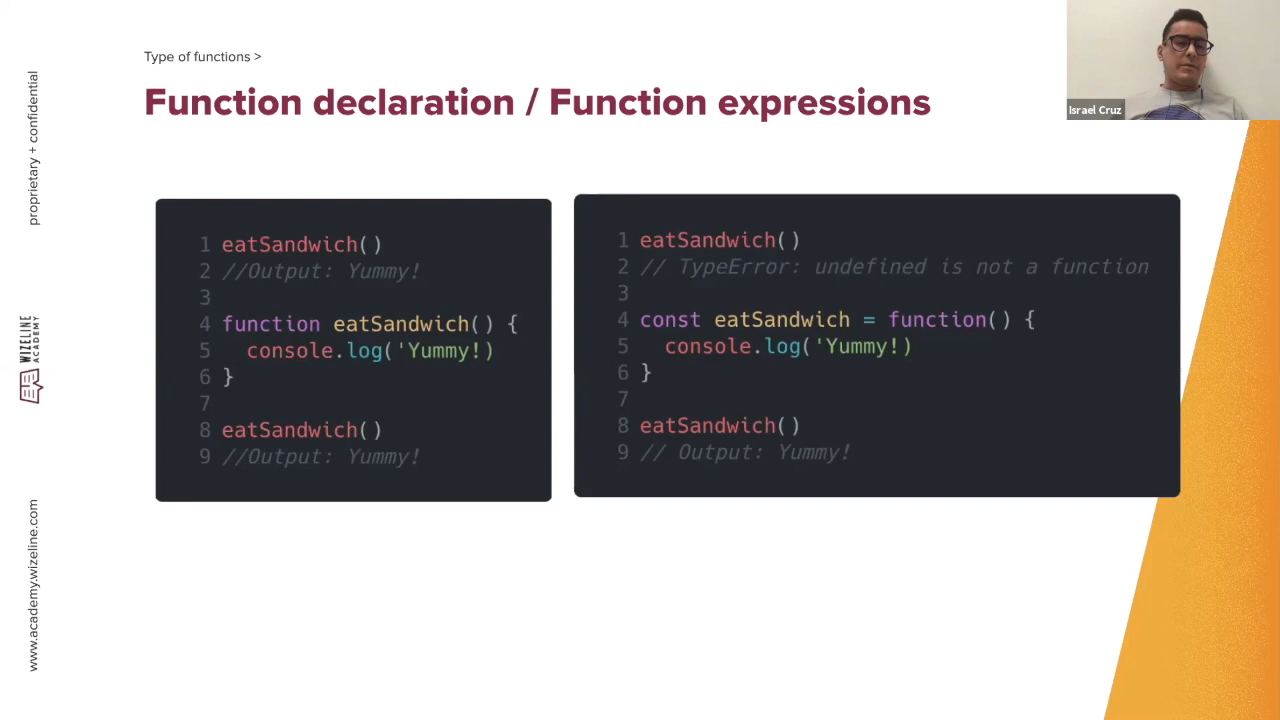 Type of functions >
Function declaration / Function expressions
Israel Cruz
proprietary + confidential
WIZELINE
ACADEMY
www.academy.wizeline.com
1 eatSandwich()
2 //Output: Yummy!
3
4 function eatSandwich() {
5   console.log('Yummy!)
6 }
7
8 eatSandwich()
9 //Output: Yummy!
1 eatSandwich()
2 // TypeError: undefined is not a function
3
4 const eatSandwich = function() {
5   console.log('Yummy!)
6 }
7
8 eatSandwich()
9 // Output: Yummy!